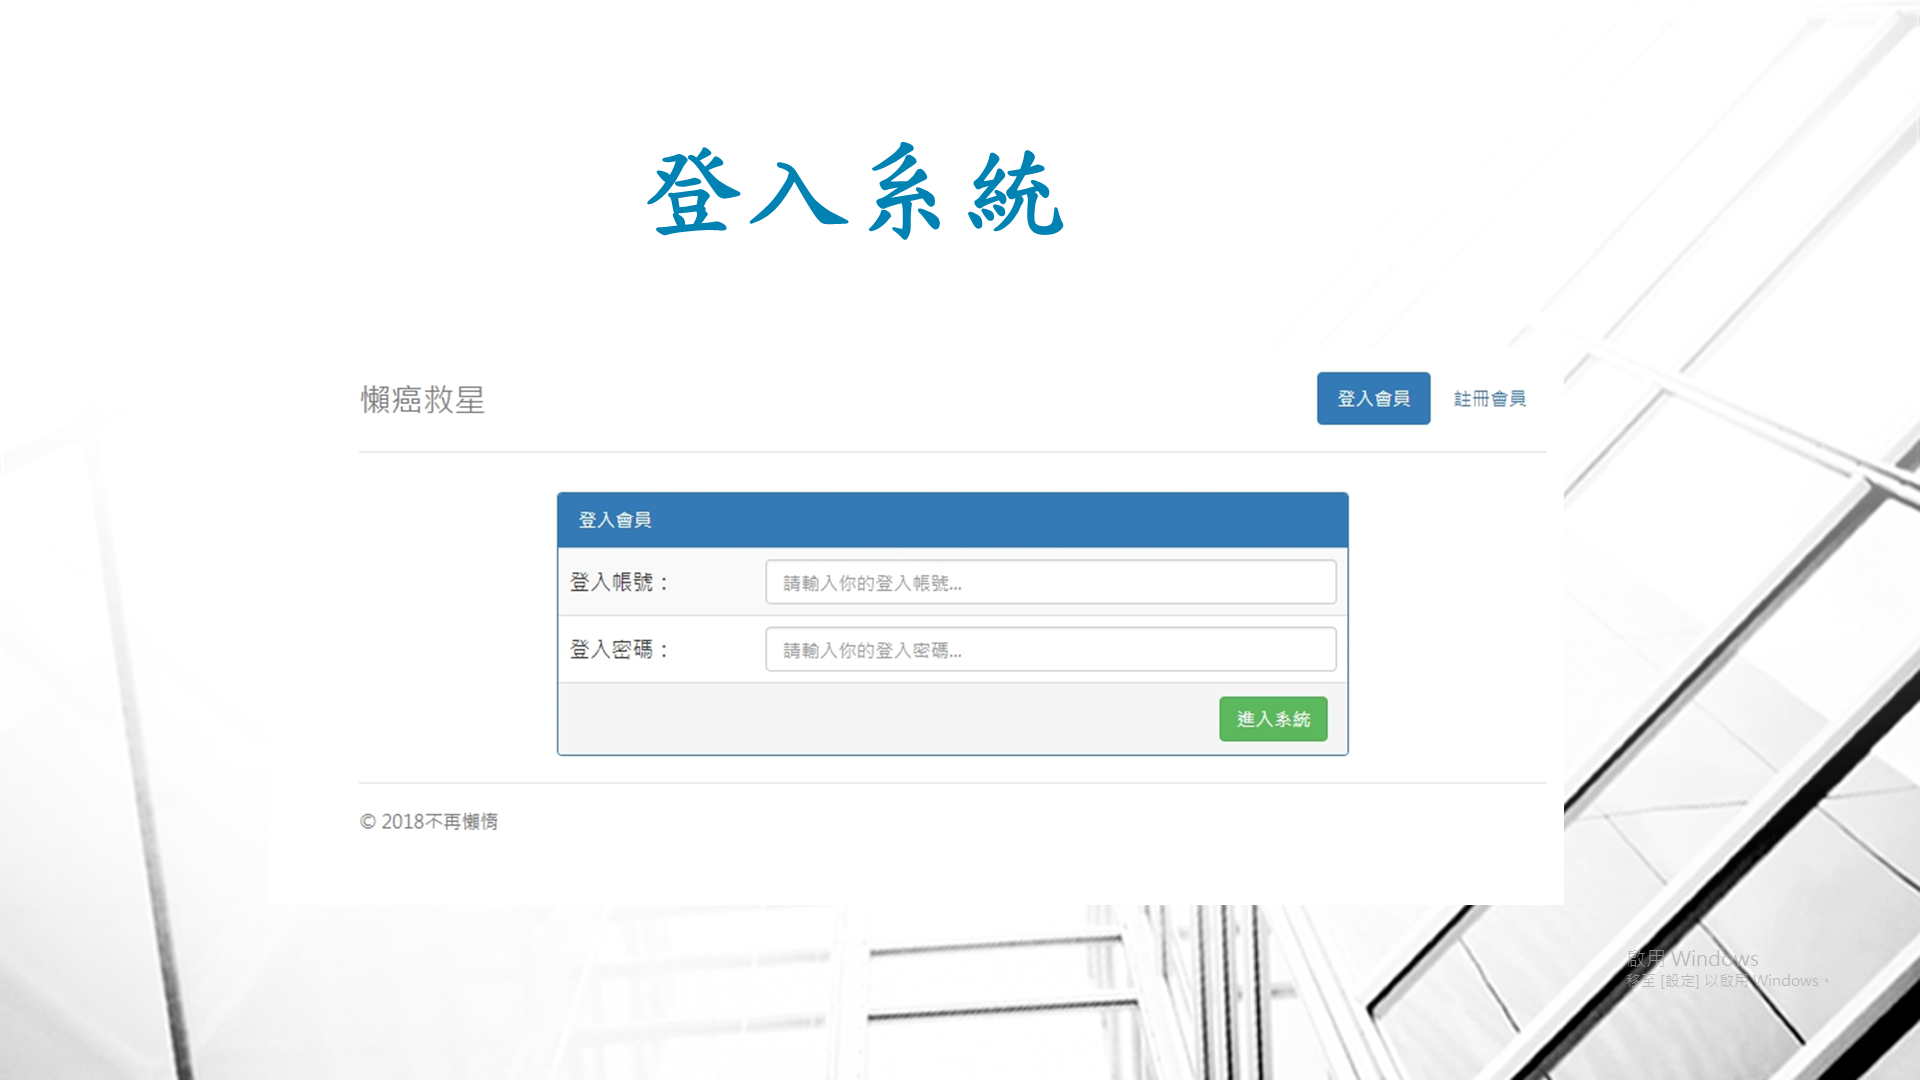 登入系統
懶癌救星
登入會員 註冊會員
登入會員
登入帳號：
請輸入你的登入帳號...
登入密碼：
請輸入你的登入密碼...
進入系統
© 2018不再懶惰
啟用 Windows
移至 [設定] 以啟用 Windows。